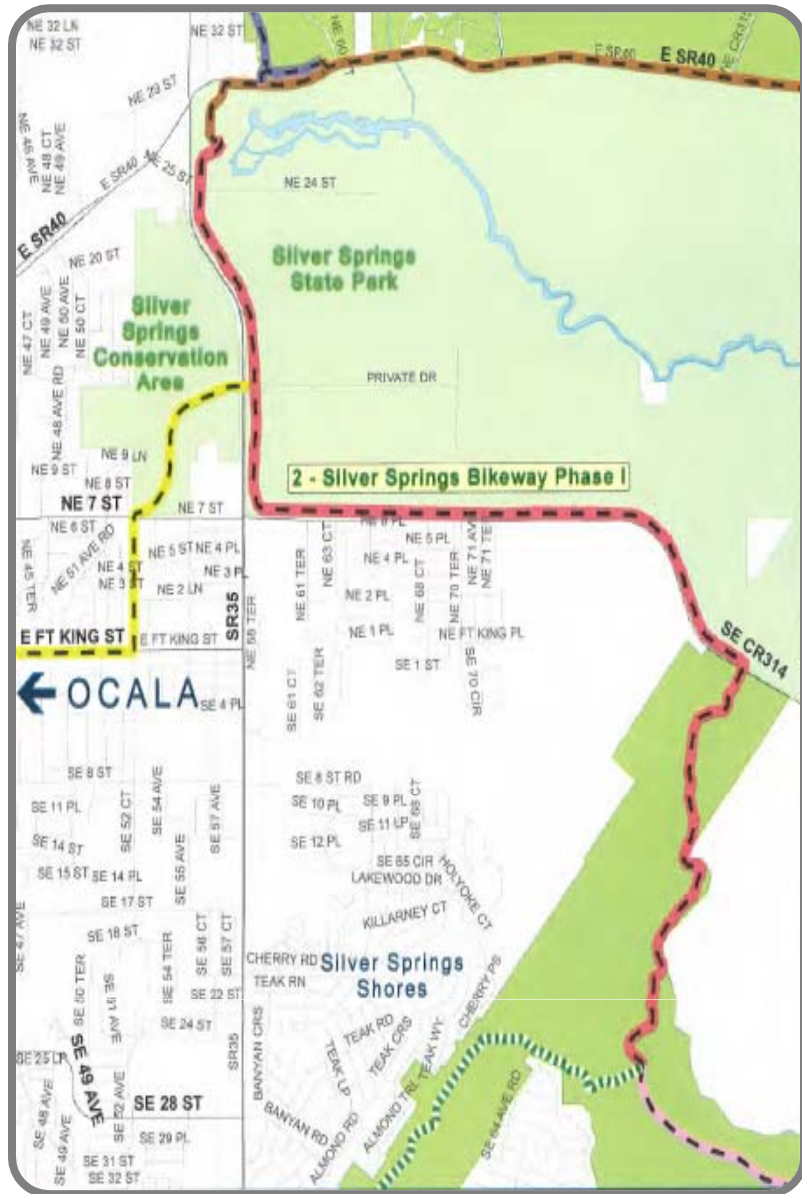 NE 32 LN
NE 32 ST
NE 32 ST
E SR40
NE 29 ST
NE 48 CT
NE 49 AVE
NE 25 ST
E SR40
NE 24 ST
E SR40
NE 20 ST
Silver Springs
State Park
Silver
Springs
Conservation
Area
NE 47 CT
NE 49 AVE
NE 50 AVE
NE 50 CT
PRIVATE DR
NE 48 AVE RD
NE 9 LN
NE 9 ST
NE 8 ST
2 - Silver Springs Bikeway Phase I
NE 7 ST
NE 7 ST
NE 6 ST
NE 51 AVE RD
NE 45 TER
NE 5 ST
NE 4 PL
NE 4 ST
NE 3 ST
NE 3 PL
NE 2 LN
NE 61 TER
NE 63 CT
NE 5 PL
NE 4 PL
NE 68 CT
NE 70 TER
NE 71 AVE
NE 71 TER
NE 2 PL
NE 1 PL
NE FT KING PL
E FT KING ST
E FT KING ST
SR35
NE 58 TER
SE CR314
SE 1 ST
SE 70 CIR
SE 61 CT
SE 62 TER
OCALA
SE 4 PL
SE 8 ST
SE 8 ST RD
SE 11 PL
SE 52 CT
SE 54 AVE
SE 57 AVE
SE 10 PL
SE 9 PL
SE 68 CT
SE 11 LP
SE 14 ST
SE 12 PL
SE 15 ST
SE 14 PL
SE 55 AVE
SE 65 CIR
LAKEWOOD DR
HOLYOKE CT
SE 17 ST
KILLARNEY CT
SE 47 AVE
SE 18 ST
SE 54 TER
SE 56 CT
SE 57 CT
CHERRY RD
TEAK RN
Silver Springs
Shores
CHERRY PS
SE 50 TER
SE 51 AVE
SE 22 ST
SE 24 ST
BANYAN CRS
TEAK RD
TEAK CRS
TEAK WY
TEAK LP
SE 25 LP
SE 49 AVE
SR35
ALMOND TRL
SE 64 AVE RD
SE 48 AVE
SE 49 AVE
SE 52 AVE
SE 28 ST
BANYAN RD
ALMOND RD
SE 29 PL
SE 31 ST
SE 32 ST